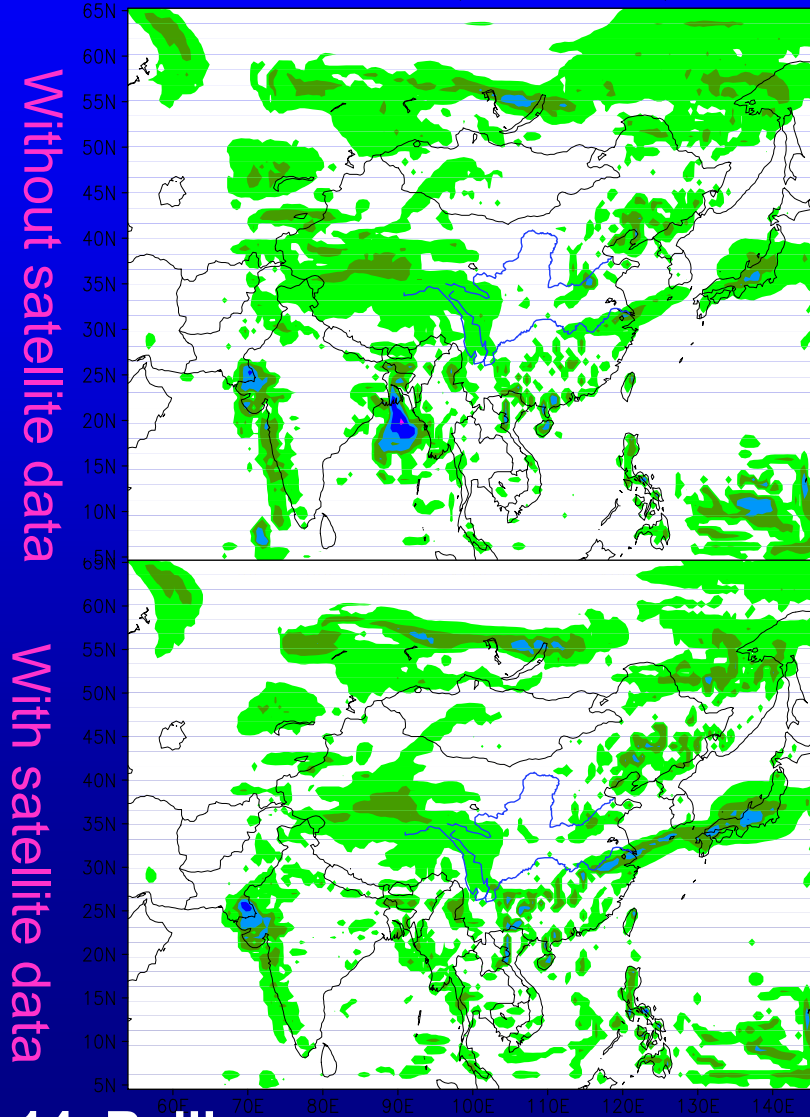 Without satellite data
65N
60N
55N
50N
45N
40N
35N
30N
25N
20N
15N
10N
5N
With satellite data
65N
60N
55N
50N
45N
40N
35N
30N
25N
20N
15N
10N
5N
60E 70E 80E 90E 100E 110E 120E 130E 140E